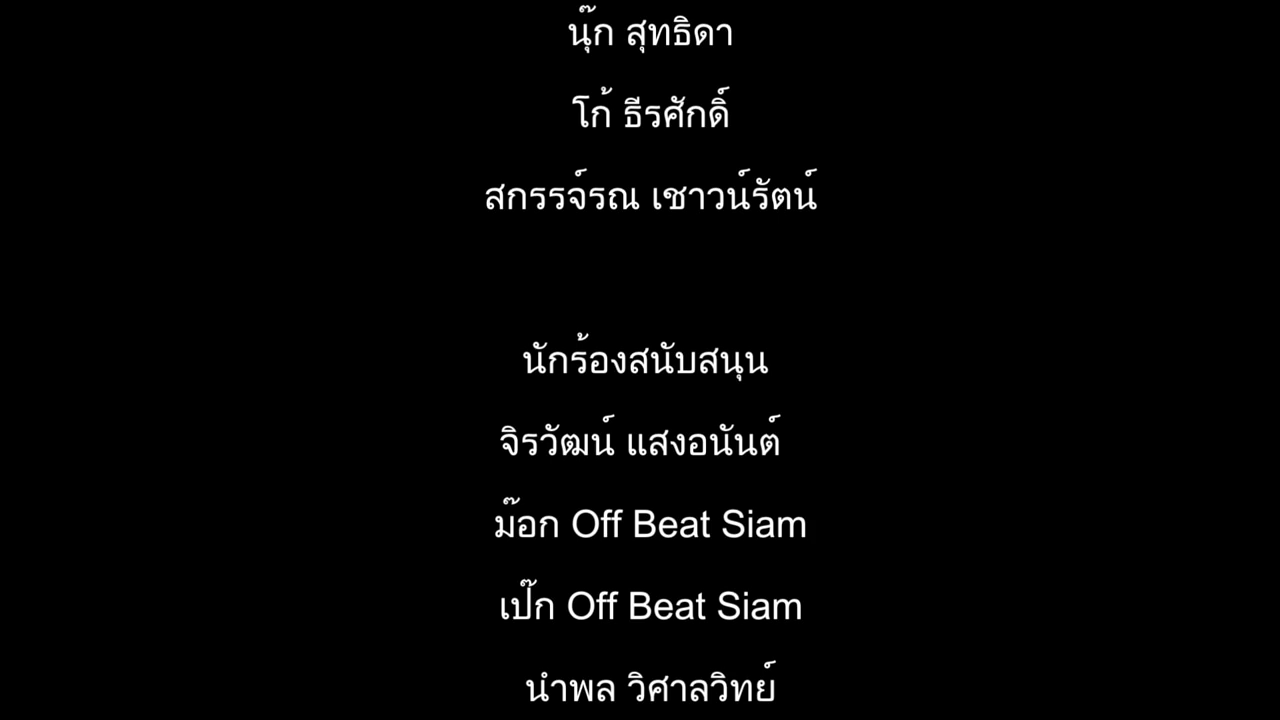 นุ๊ก สุทธิดา
โก้ ธีรศักดิ์
สกรรจ์รณ เชาวน์รัตน์
นักร้องสนับสนุน
จิรวัฒน์ แสงอนันต์
ม๊อก Off Beat Siam
เป๊ก Off Beat Siam
นำพล วิศาลวิทย์